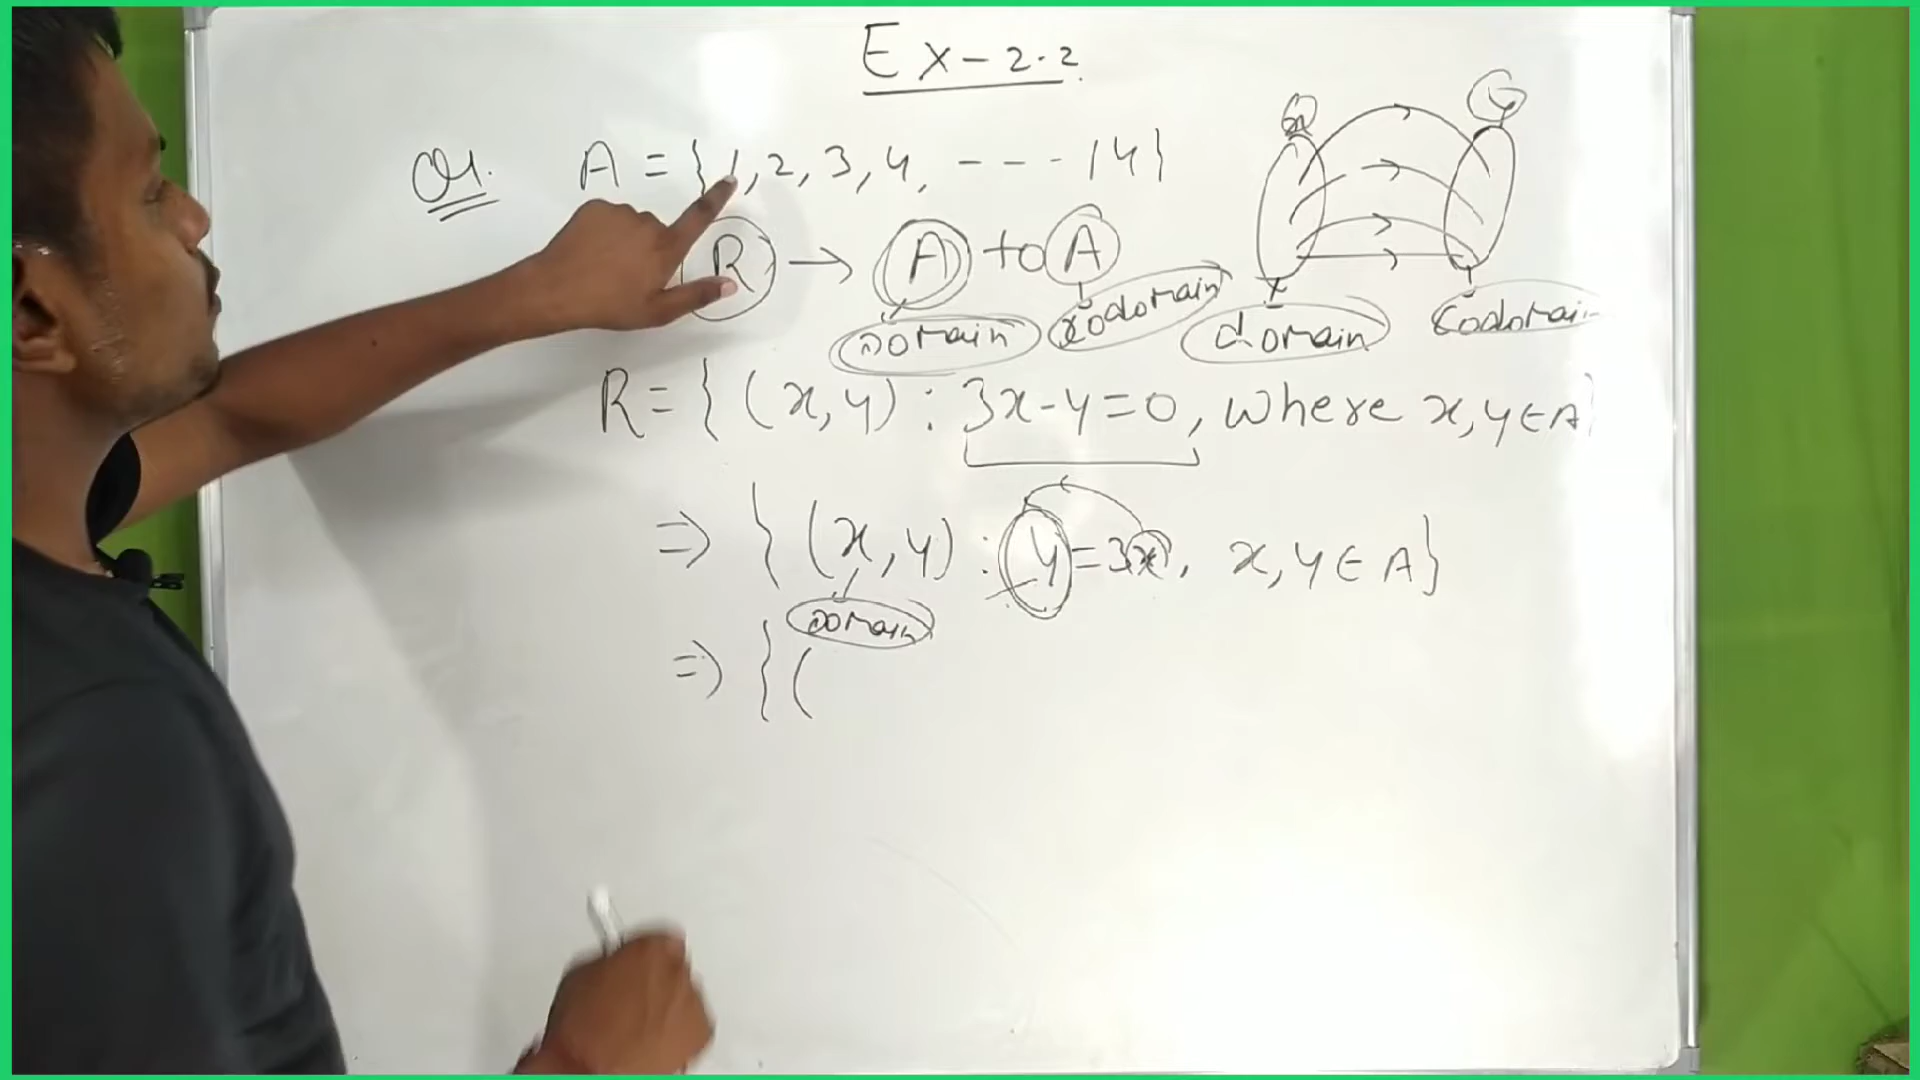 Ex-2.2
Q1. A = {1, 2, 3, 4, ---- 14}
R → A to A
Domain codomain
domain codomain
R = { (x, y) : 3x-y=0, where x, y ∈ A}
⇒ { (x, y) : y = 3x, x, y ∈ A}
Domain
⇒ { (